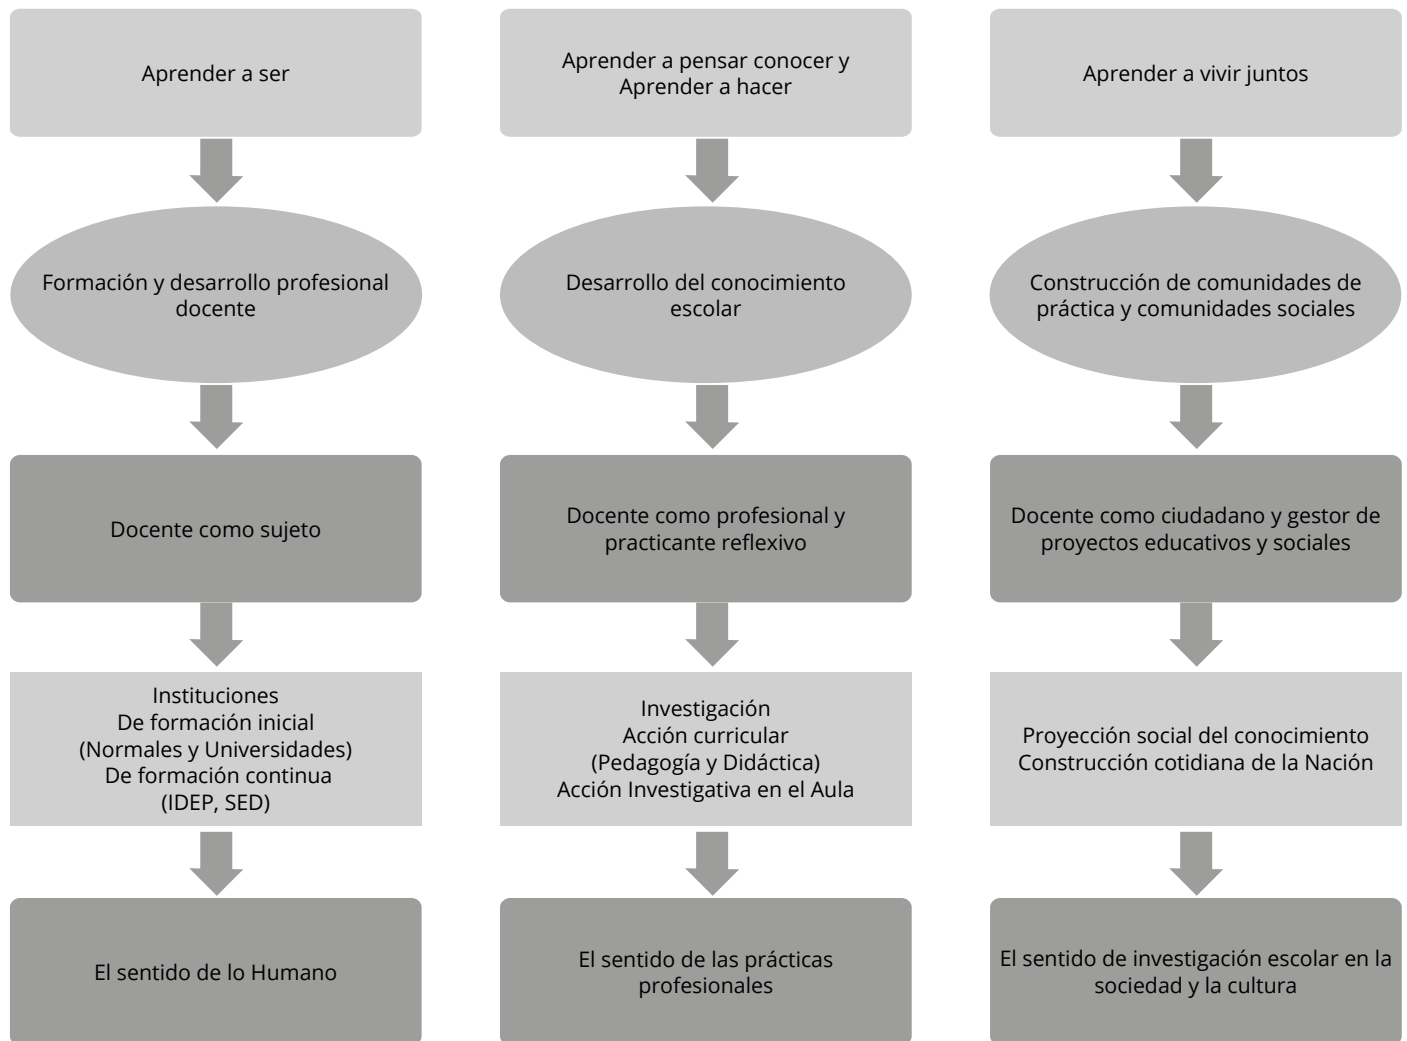 Aprender a ser
Aprender a pensar conocer y
Aprender a hacer
Aprender a vivir juntos
Formación y desarrollo profesional
docente
Desarrollo del conocimiento
escolar
Construcción de comunidades de
práctica y comunidades sociales
Docente como sujeto
Docente como profesional y
practicante reflexivo
Docente como ciudadano y gestor de
proyectos educativos y sociales
Instituciones
De formación inicial
(Normales y Universidades)
De formación continua
(IDEP, SED)
Investigación
Acción curricular
(Pedagogía y Didáctica)
Acción Investigativa en el Aula
Proyección social del conocimiento
Construcción cotidiana de la Nación
El sentido de lo Humano
El sentido de las prácticas
profesionales
El sentido de investigación escolar en la
sociedad y la cultura